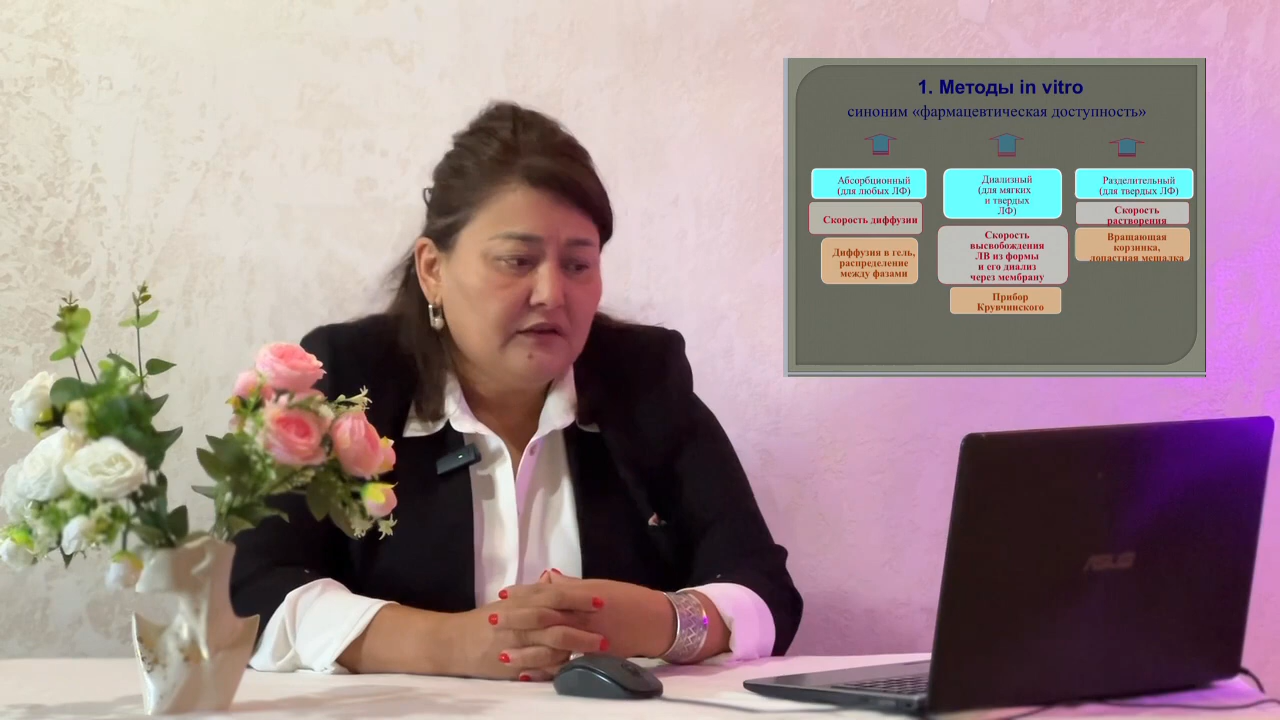 1. Методы in vitro
синоним «фармацевтическая доступность»
Абсорбционный
(для любых ЛФ)
Скорость диффузии
Диффузия в гель,
распределение
между фазами
Диализный
(для мягких
и твердых
ЛФ)
Скорость
высвобождения
ЛВ из формы
и его диализ
через мембрану
Прибор
Крувчинского
Разделительный
(для твердых ЛФ)
Скорость
растворения
Вращающая
корзинка,
лопастная мешалка
ASUS